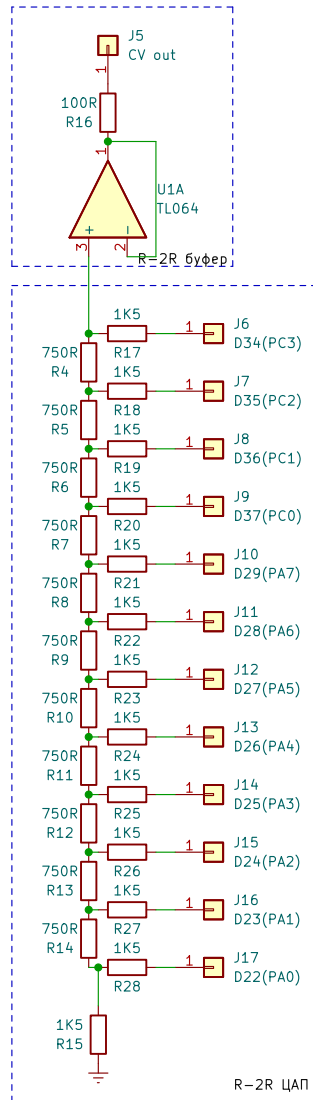 J5
CV out
1
100R
R16
1
U1A
TL064
+
-
3
2
R-2R буфер
1K5
1
J6
D34(PC3)
R17
750R
R4
1K5
1
J7
D35(PC2)
R18
750R
R5
1K5
1
J8
D36(PC1)
R19
750R
R6
1K5
1
J9
D37(PC0)
R20
750R
R7
1K5
1
J10
D29(PA7)
R21
750R
R8
1K5
1
J11
D28(PA6)
R22
750R
R9
1K5
1
J12
D27(PA5)
R23
750R
R10
1K5
1
J13
D26(PA4)
R24
750R
R11
1K5
1
J14
D25(PA3)
R25
750R
R12
1K5
1
J15
D24(PA2)
R26
750R
R13
1K5
1
J16
D23(PA1)
R27
750R
R14
1K5
1
J17
D22(PA0)
R28
1K5
R15
R-2R ЦАП